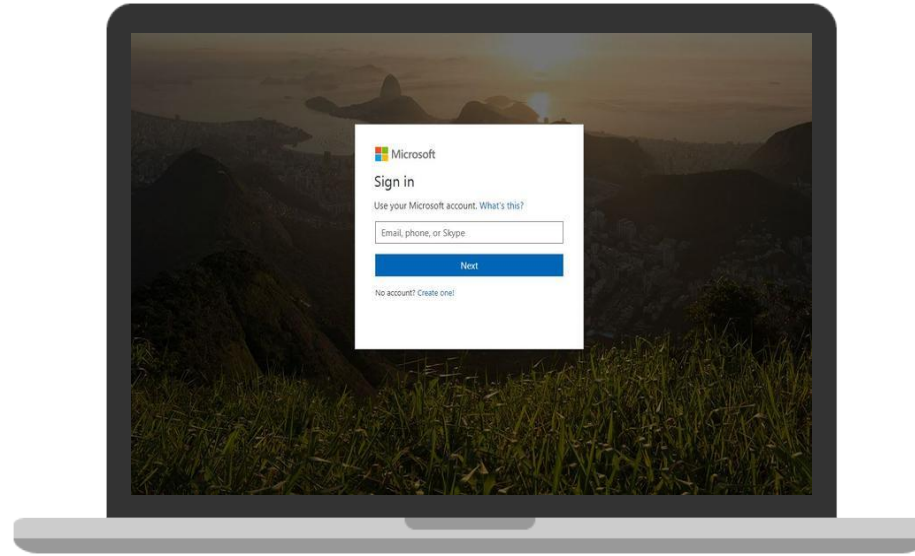 Microsoft
Sign in
Use your Microsoft account. What's this?
Email, phone, or Skype
Next
No account? Create one!